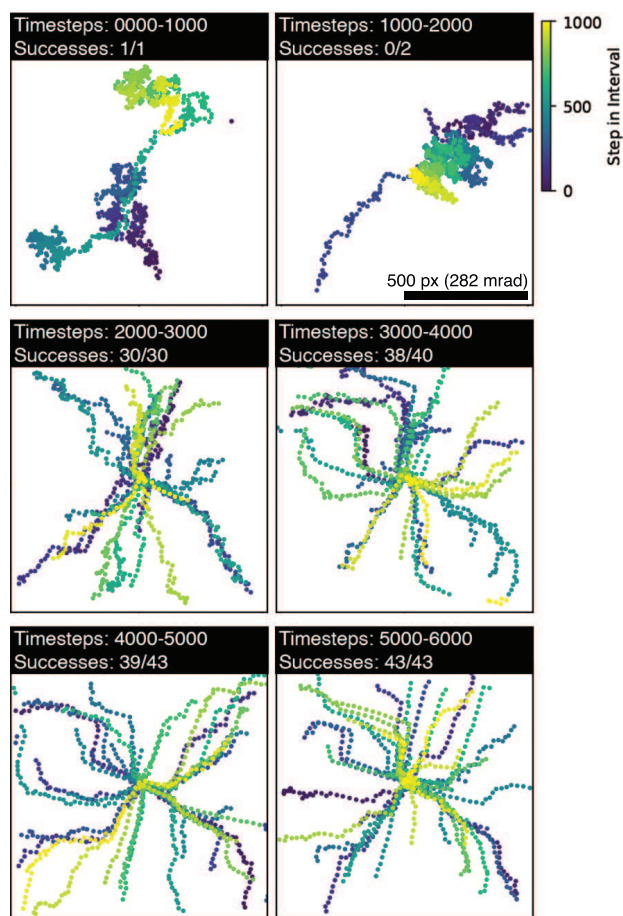 Timesteps: 0000-1000
Successes: 1/1
Timesteps: 1000-2000
Successes: 0/2
1000
500
0
Step in Interval
500 px (282 mrad)
Timesteps: 2000-3000
Successes: 30/30
Timesteps: 3000-4000
Successes: 38/40
Timesteps: 4000-5000
Successes: 39/43
Timesteps: 5000-6000
Successes: 43/43